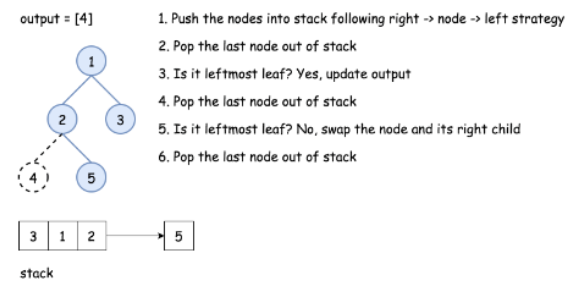 output = [4]
1. Push the nodes into stack following right -> node -> left strategy
2. Pop the last node out of stack
3. Is it leftmost leaf? Yes, update output
4. Pop the last node out of stack
5. Is it leftmost leaf? No, swap the node and its right child
6. Pop the last node out of stack
1
2 3
4 5
3 1 2 5
stack